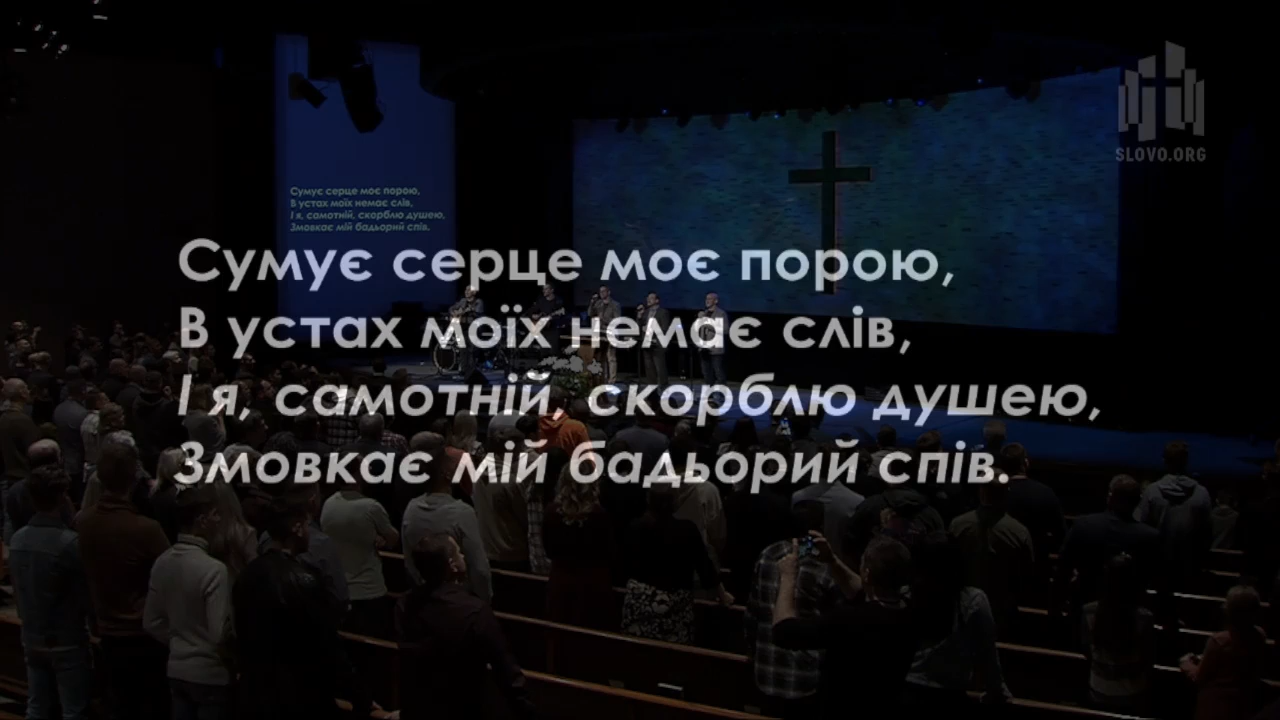 SLOVO.ORG
Сумує серце моє порою,
В устах моїх немає слів,
І я, самотній, скорблю душею,
Змовкає мій бадьорий спів.
Сумує серце моє порою,
В устах моїх немає слів,
І я, самотній, скорблю душею,
Змовкає мій бадьорий спів.